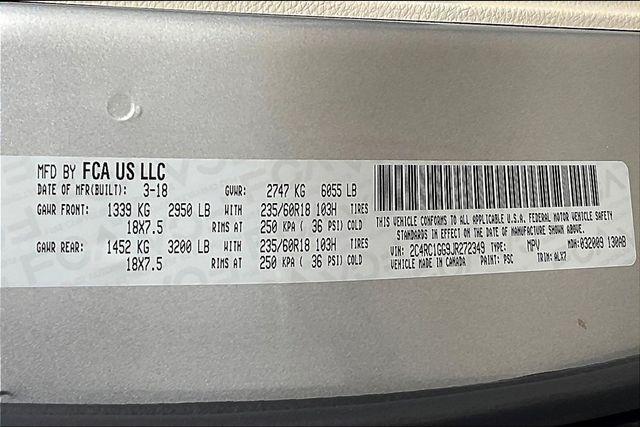 MFD BY FCA US LLC
DATE OF MFR(BUILT): 3-18 GVWR: 2747 KG 6055 LB
GAWR FRONT: 1339 KG 2950 LB WITH 235/60R18 103H TIRES
18X7.5 RIMS AT 250 KPA ( 36 PSI) COLD
GAWR REAR: 1452 KG 3200 LB WITH 235/60R18 103H TIRES
18X7.5 RIMS AT 250 KPA ( 36 PSI) COLD
THIS VEHICLE CONFORMS TO ALL APPLICABLE U.S.A. FEDERAL MOTOR VEHICLE SAFETY
STANDARDS IN EFFECT ON THE DATE OF MANUFACTURE SHOWN ABOVE.
VIN: 2C4RC1GG9JR272349 TYPE: MPV MDH: 032009 130AB
VEHICLE MADE IN CANADA PAINT: PSC TRIM: ALX7